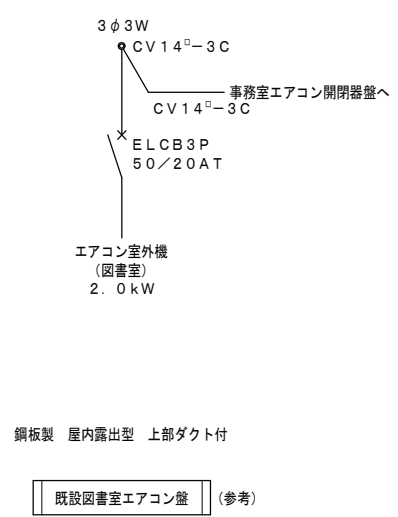 3φ3W
CV14□－3C
事務室エアコン開閉器盤へ
CV14□－3C
ELCB3P
50／20AT
エアコン室外機
（図書室）
2．0kW
鋼板製　屋内露出型　上部ダクト付
既設図書室エアコン盤　（参考）